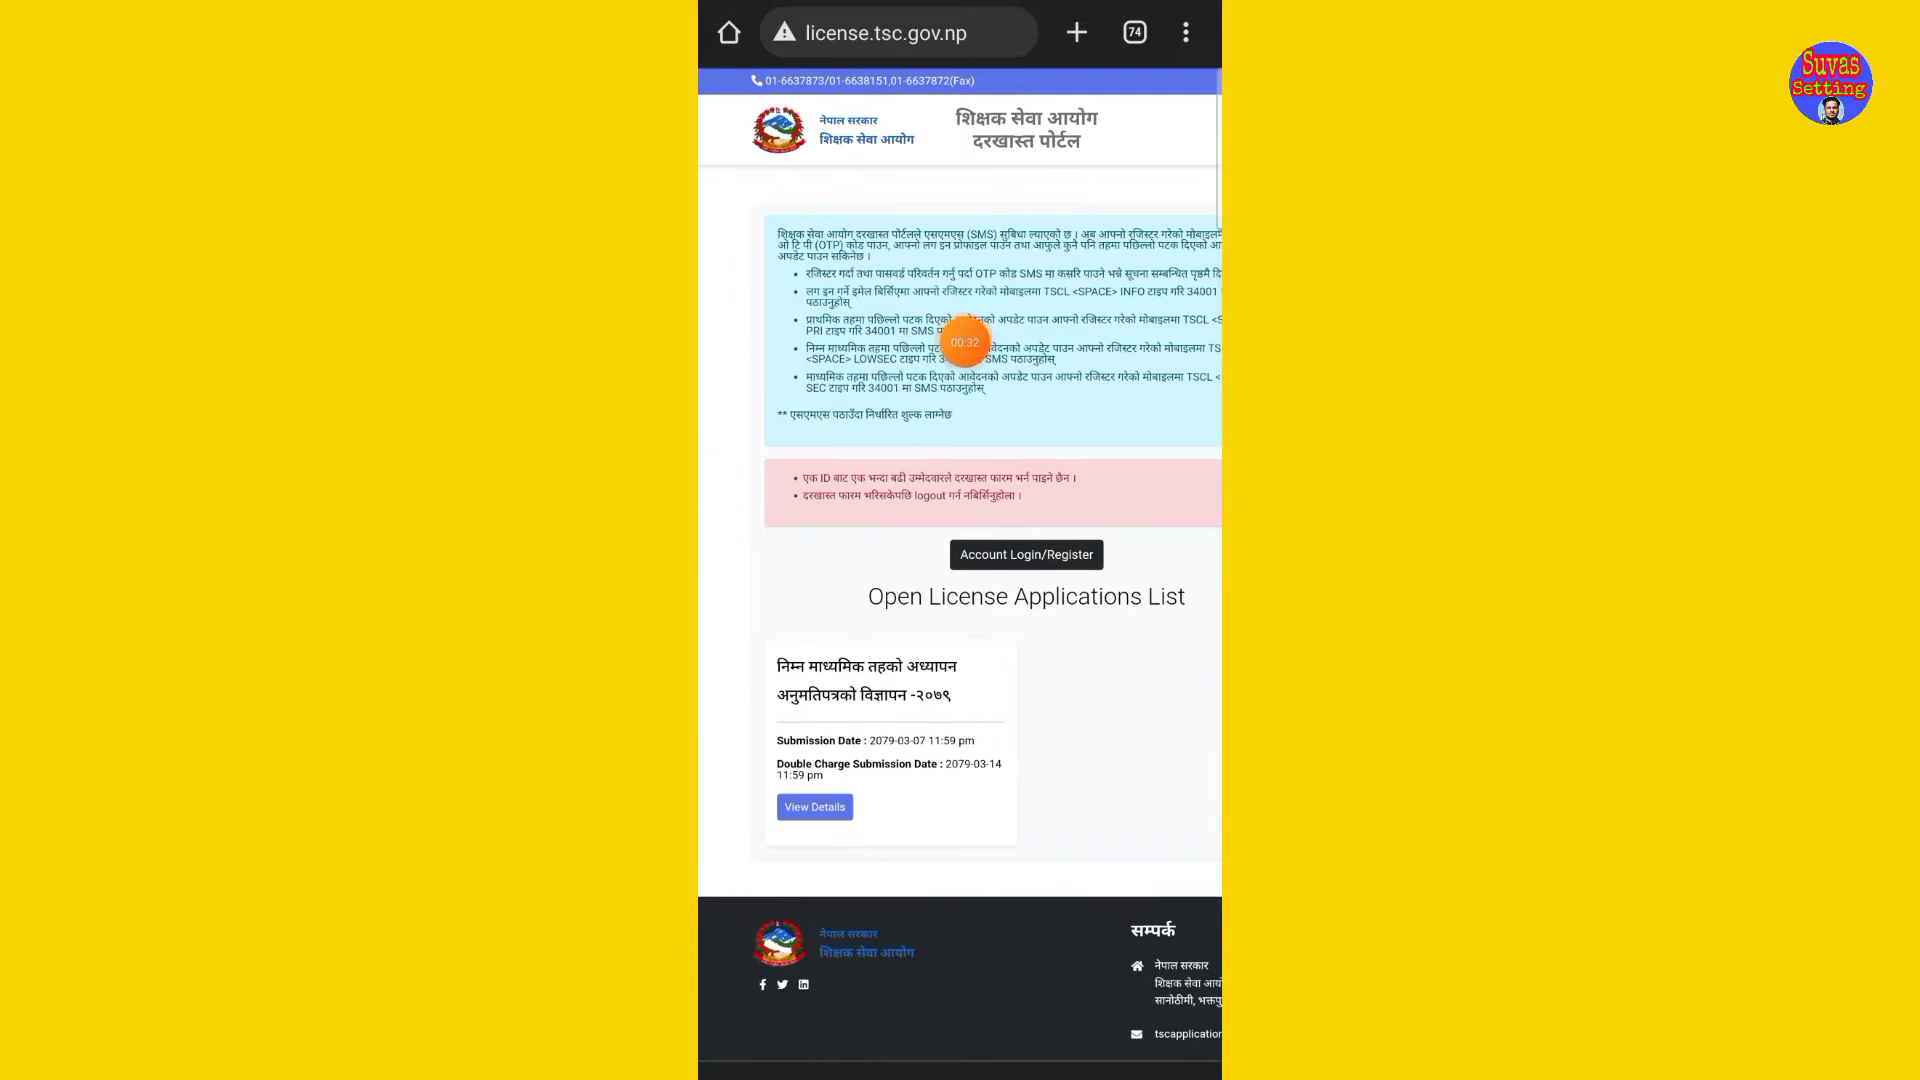 license.tsc.gov.np
74
Suvas
Setting
01-6637873/01-6638151,01-6637872(Fax)
नेपाल सरकार
शिक्षक सेवा आयोग
शिक्षक सेवा आयोग
दरखास्त पोर्टल
शिक्षक सेवा आयोग दरखास्त पोर्टलले एसएमएस (SMS) सुबिधा ल्याएको छ । अब आफ्नो रजिस्टर गरेको
ओ टि पी (OTP) कोड पाउन, आफ्नो लग इन प्रोफाइल पाउन तथा आफुले कुनै पनि तहमा पछिल्लो पटक दिएको
अपडेट पाउन सकिनेछ ।
रजिस्टर गर्दा तथा पासवर्ड परिवर्तन गर्नु पर्दा OTP कोड SMS मा कसरि पाउने भन्ने सूचना सम्बन्धित पृष्ठमै
लग इन गर्ने इमेल बिर्सिएमा आफ्नो रजिस्टर गरेको मोबाइलमा TSCL <SPACE> INFO टाइप गरि 34001
पठाउनुहोस्
प्राथमिक तहमा पछिल्लो पटक दिएको अपडेट पाउन आफ्नो रजिस्टर गरेको मोबाइलमा TSCL
PRI टाइप गरि 34001 मा SMS
00:32
निम्न माध्यमिक तहमा पछिल्लो अपडेट पाउन आफ्नो रजिस्टर गरेको मोबाइलमा
<SPACE> LOWSEC टाइप गरि SMS पठाउनुहोस्
माध्यमिक तहमा पछिल्लो पटक दिएको आवेदनको अपडेट पाउन आफ्नो रजिस्टर गरेको मोबाइलमा TSCL <
SEC टाइप गरि 34001 मा SMS पठाउनुहोस्
** एसएमएस पठाउँदा निर्धारित शुल्क लाग्नेछ
एक ID बाट एक भन्दा बढी उम्मेदवारले दरखास्त फारम भर्न पाइने छैन ।
दरखास्त फारम भरिसकेपछि logout गर्न नबिर्सिनुहोला ।
Account Login/Register
Open License Applications List
निम्न माध्यमिक तहको अध्यापन
अनुमतिपत्रको विज्ञापन -२०७९
Submission Date : 2079-03-07 11:59 pm
Double Charge Submission Date : 2079-03-14
11:59 pm
View Details
नेपाल सरकार
शिक्षक सेवा आयोग
सम्पर्क
नेपाल सरकार
शिक्षक सेवा
सानोठीमी,
tscapplication